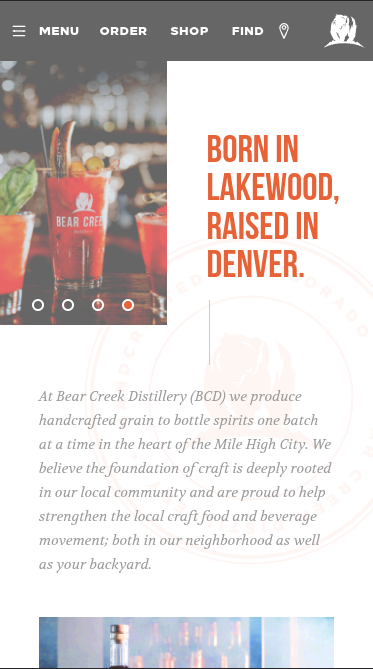 MENU ORDER SHOP FIND
BEAR CREE
BORN IN
LAKEWOOD,
RAISED IN
DENVER.
At Bear Creek Distillery (BCD) we produce
handcrafted grain to bottle spirits one batch
at a time in the heart of the Mile High City. We
believe the foundation of craft is deeply rooted
in our local community and are proud to help
strengthen the local craft food and beverage
movement; both in our neighborhood as well
as your backyard.